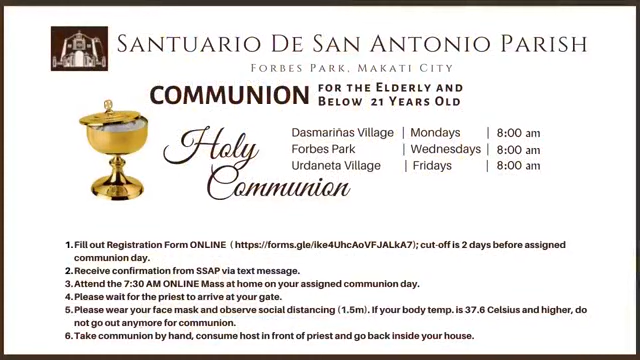 SANTUARIO DE SAN ANTONIO PARISH
FORBES PARK, MAKATI CITY
COMMUNION FOR THE ELDERLY AND
BELOW 21 YEARS OLD
Holy
Communion
Dasmariñas Village | Mondays | 8:00 am
Forbes Park | Wednesdays | 8:00 am
Urdaneta Village | Fridays | 8:00 am
1. Fill out Registration Form ONLINE ( https://forms.gle/ike4UhcAoVFJALkA7); cut-off is 2 days before assigned
communion day.
2. Receive confirmation from SSAP via text message.
3. Attend the 7:30 AM ONLINE Mass at home on your assigned communion day.
4. Please wait for the priest to arrive at your gate.
5. Please wear your face mask and observe social distancing (1.5m). If your body temp. is 37.6 Celsius and higher, do
not go out anymore for communion.
6. Take communion by hand, consume host in front of priest and go back inside your house.